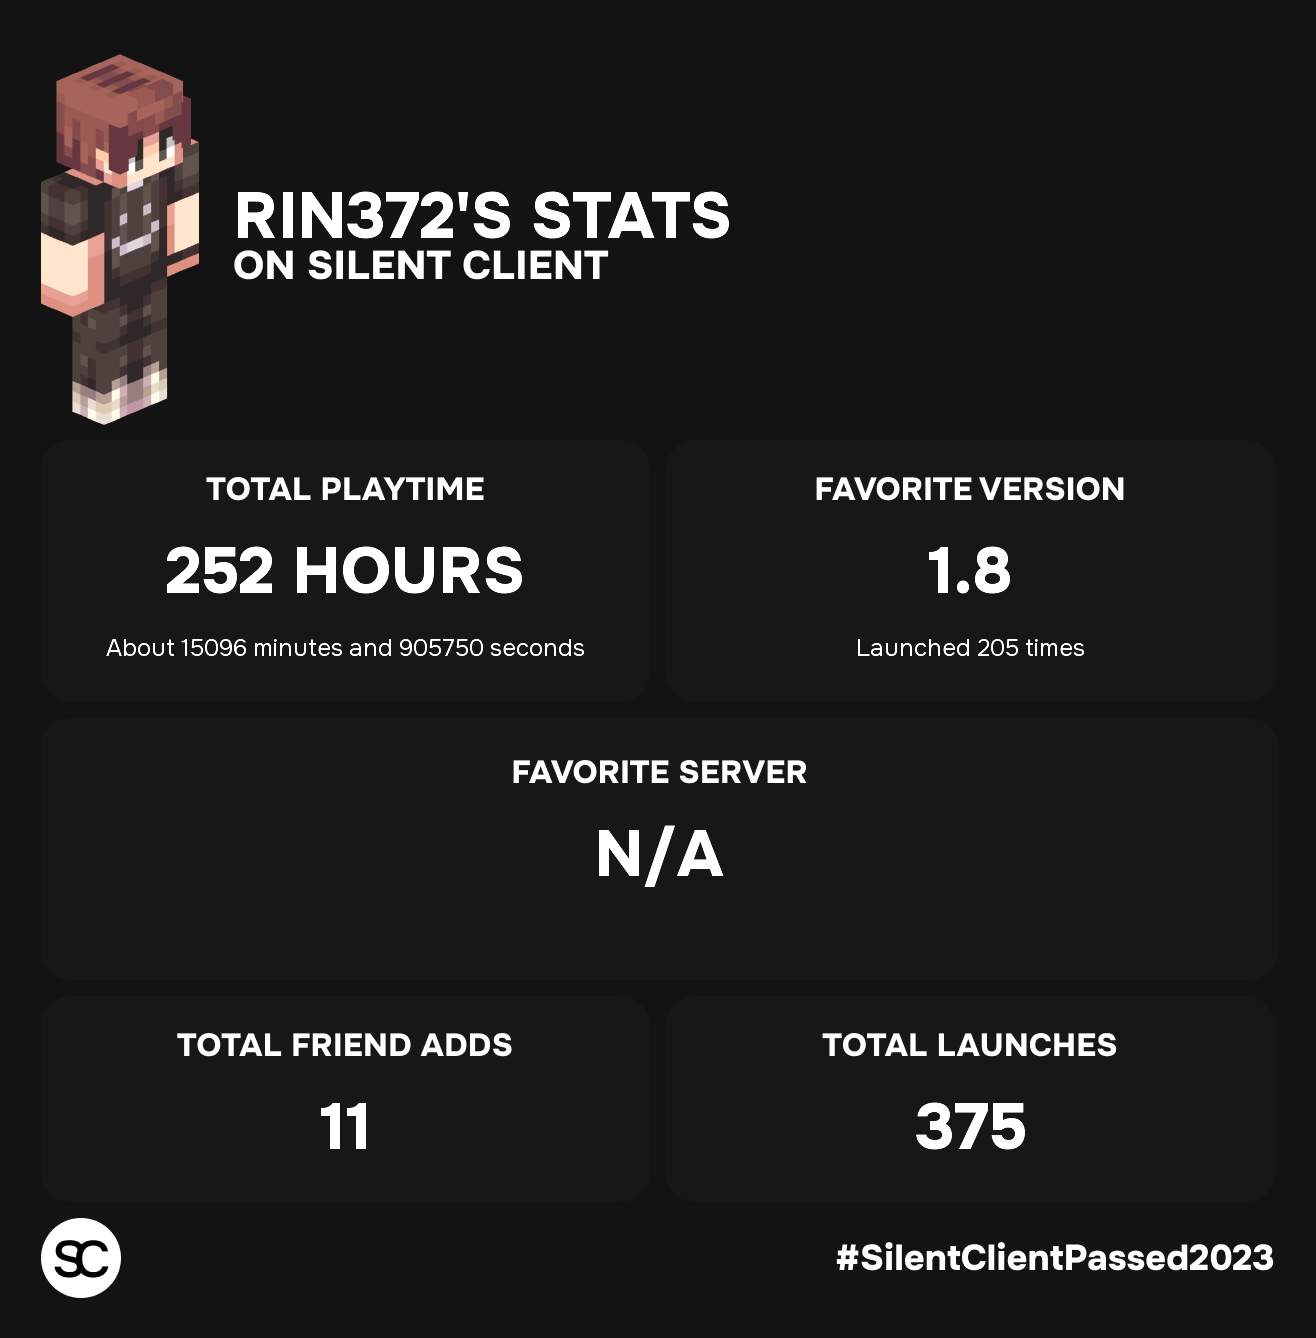 RIN372'S STATS
ON SILENT CLIENT
TOTAL PLAYTIME
252 HOURS
About 15096 minutes and 905750 seconds
FAVORITE VERSION
1.8
Launched 205 times
FAVORITE SERVER
N/A
TOTAL FRIEND ADDS
11
TOTAL LAUNCHES
375
SC
#SilentClientPassed2023